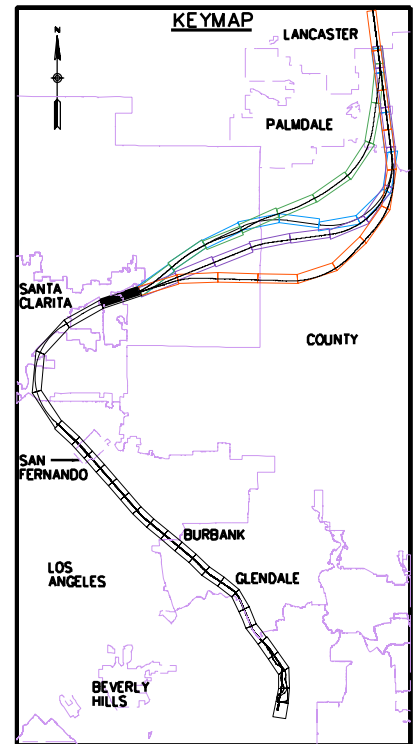 KEYMAP
N
LANCASTER
PALMDALE
SANTA
CLARITA
COUNTY
SAN
FERNANDO
BURBANK
LOS
ANGELES
GLENDALE
BEVERLY
HILLS